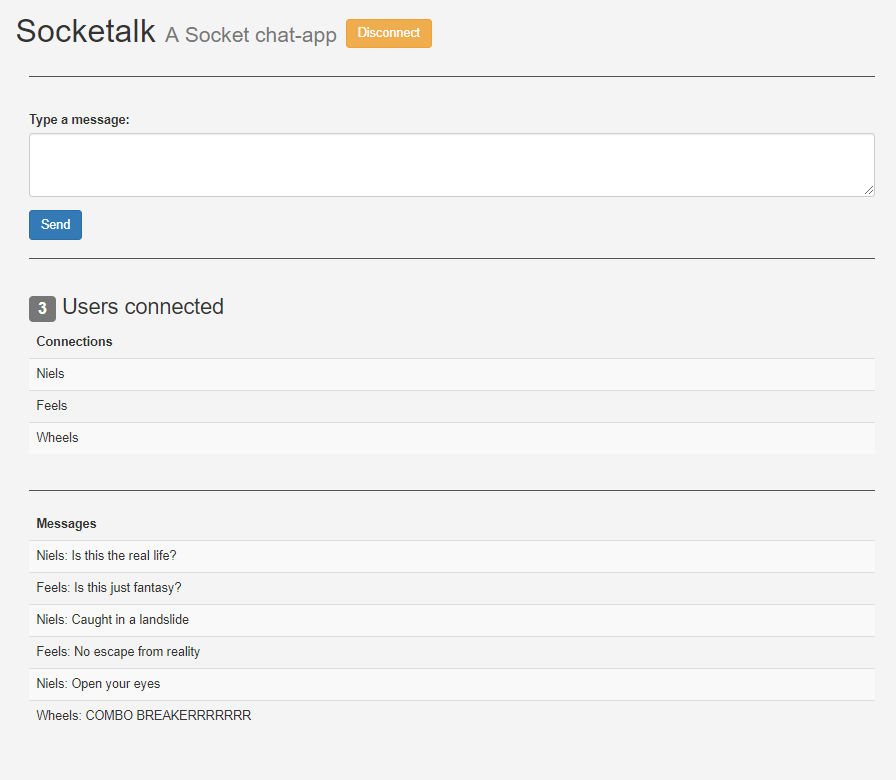 Socketalk A Socket chat-app Disconnect
Type a message:
Send
3 Users connected
Connections
Niels
Feels
Wheels
Messages
Niels: Is this the real life?
Feels: Is this just fantasy?
Niels: Caught in a landslide
Feels: No escape from reality
Niels: Open your eyes
Wheels: COMBO BREAKERRRRRRR